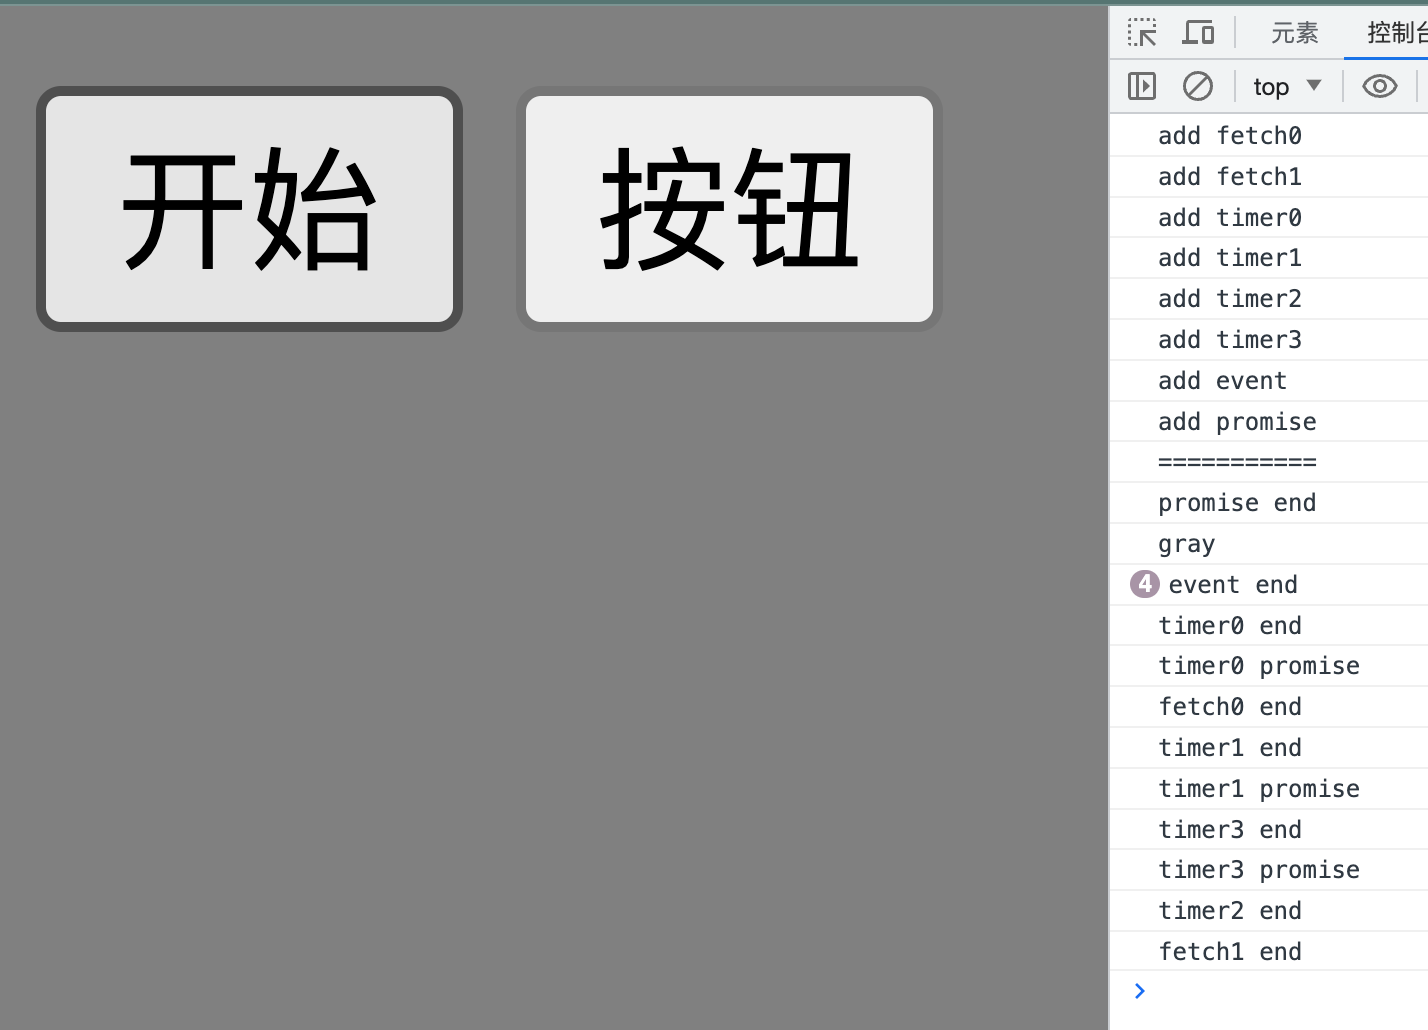 开始
按钮
元素
控制台
top
add fetch0
add fetch1
add timer0
add timer1
add timer2
add timer3
add event
add promise
===========
promise end
gray
4 event end
timer0 end
timer0 promise
fetch0 end
timer1 end
timer1 promise
timer3 end
timer3 promise
timer2 end
fetch1 end